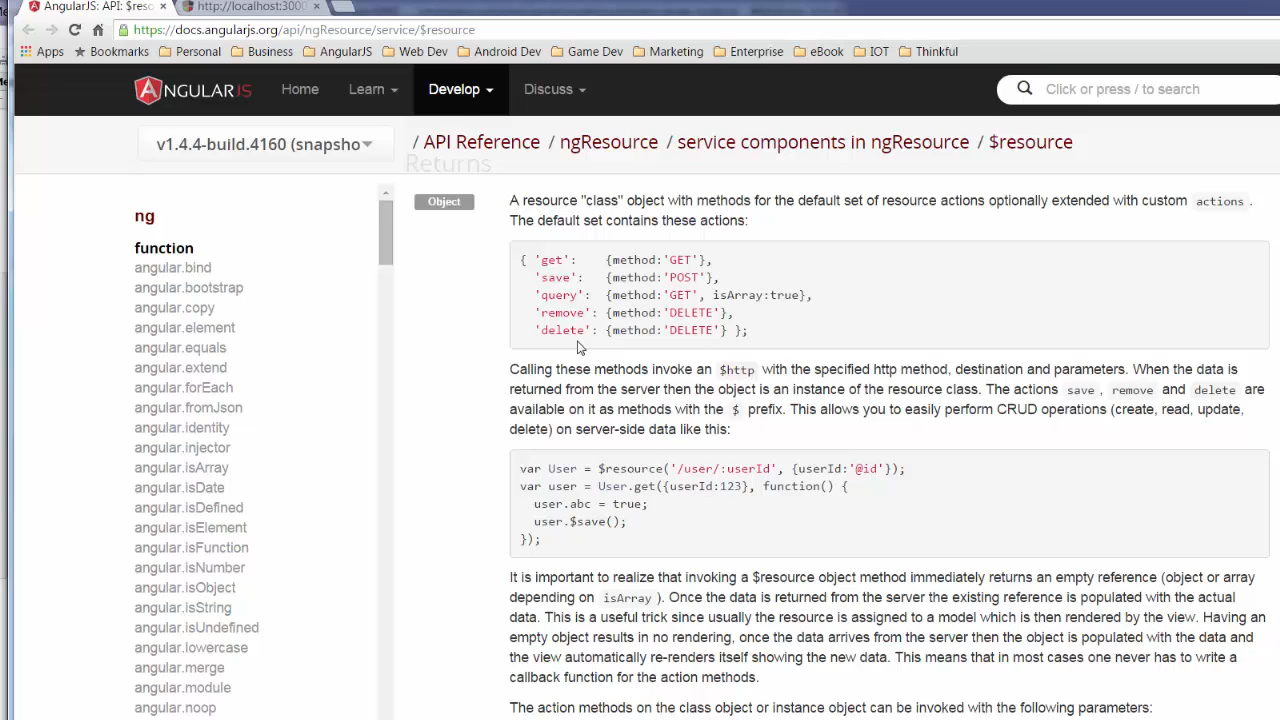 AngularJS: API: $reso
http://localhost:3000
https://docs.angularjs.org/api/ngResource/service/$resource
Apps Bookmarks Personal Business AngularJS Web Dev Android Dev Game Dev Marketing Enterprise eBook IOT Thinkful
ANGULARJS Home Learn Develop Discuss Click or press / to search
v1.4.4-build.4160 (snapsho
/ API Reference / ngResource / service components in ngResource / $resource
Returns
ng
function
angular.bind
angular.bootstrap
angular.copy
angular.element
angular.equals
angular.extend
angular.forEach
angular.fromJson
angular.identity
angular.injector
angular.isArray
angular.isDate
angular.isDefined
angular.isElement
angular.isFunction
angular.isNumber
angular.isObject
angular.isString
angular.isUndefined
angular.lowercase
angular.merge
angular.module
angular.noop
Object
A resource "class" object with methods for the default set of resource actions optionally extended with custom actions .
The default set contains these actions:
{ 'get': {method:'GET'},
'save': {method:'POST'},
'query': {method:'GET', isArray:true},
'remove': {method:'DELETE'},
'delete': {method:'DELETE'} };
Calling these methods invoke an $http with the specified http method, destination and parameters. When the data is
returned from the server then the object is an instance of the resource class. The actions save , remove and delete are
available on it as methods with the $ prefix. This allows you to easily perform CRUD operations (create, read, update,
delete) on server-side data like this:
var User = $resource('/user/:userId', {userId:'@id'});
var user = User.get({userId:123}, function() {
user.abc = true;
user.$save();
});
It is important to realize that invoking a $resource object method immediately returns an empty reference (object or array
depending on isArray ). Once the data is returned from the server the existing reference is populated with the actual
data. This is a useful trick since usually the resource is assigned to a model which is then rendered by the view. Having an
empty object results in no rendering, once the data arrives from the server then the object is populated with the data and
the view automatically re-renders itself showing the new data. This means that in most cases one never has to write a
callback function for the action methods.
The action methods on the class object or instance object can be invoked with the following parameters: